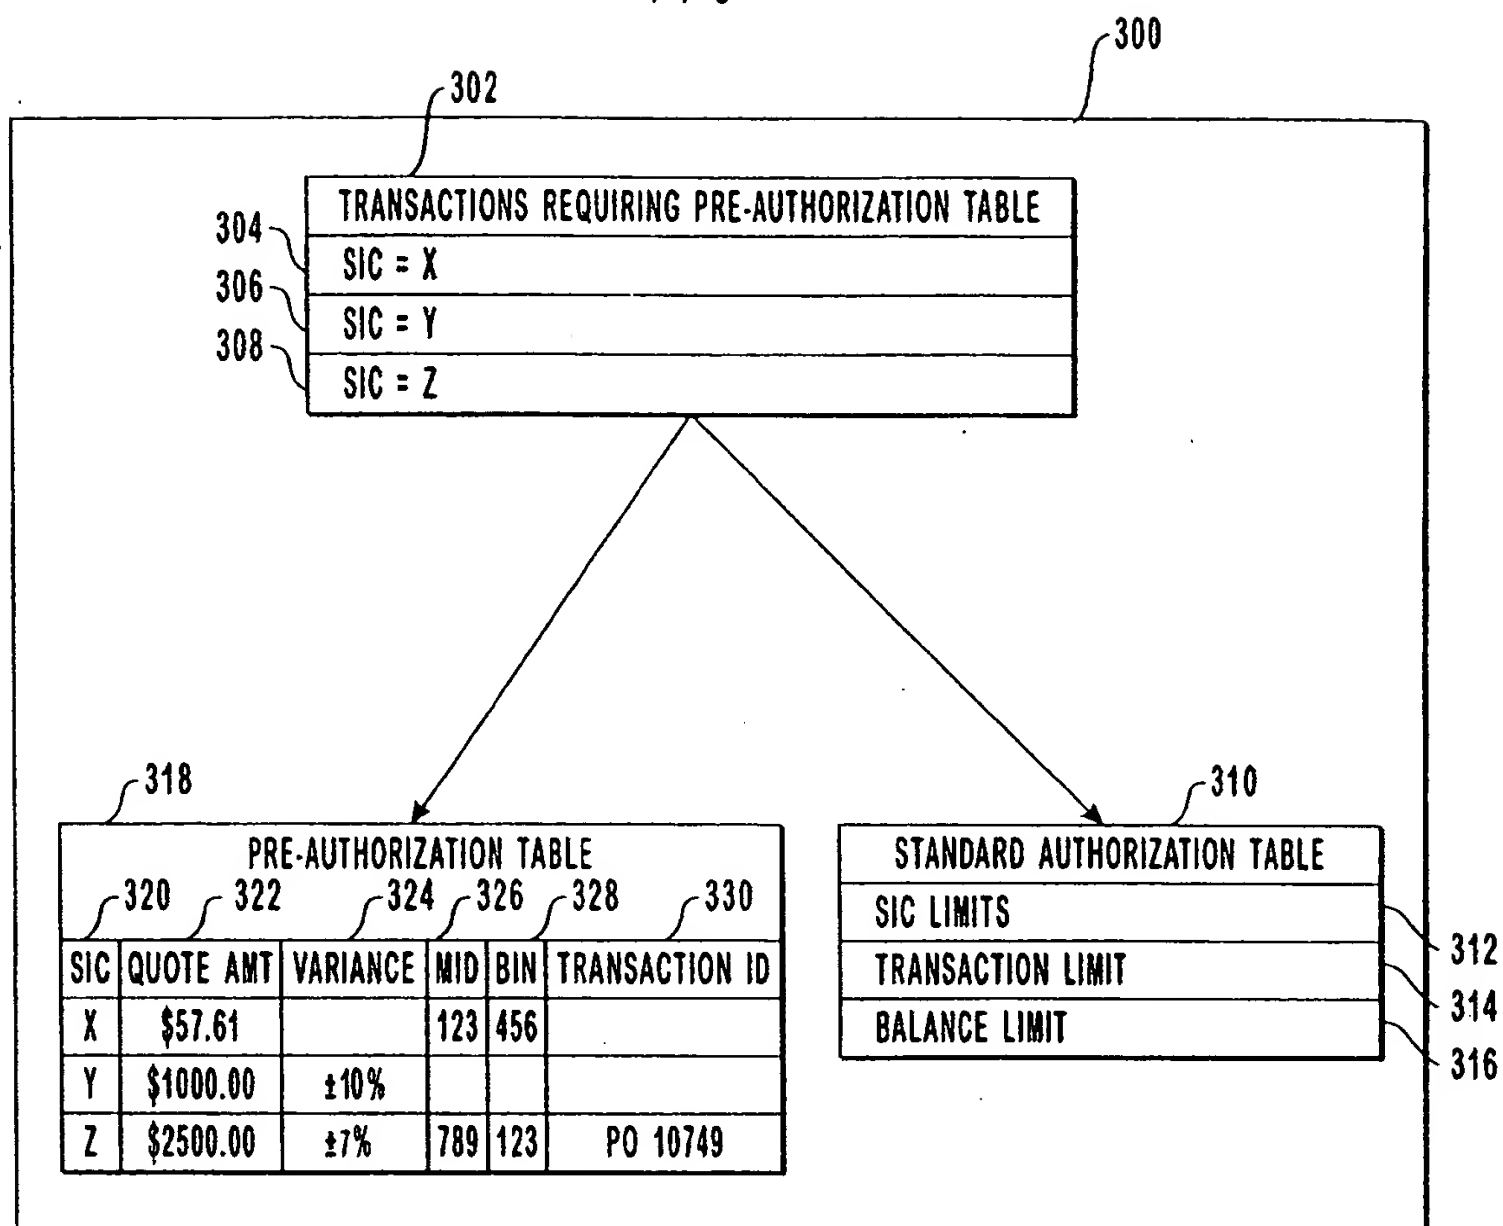 300
302
TRANSACTIONS REQUIRING PRE-AUTHORIZATION TABLE
304
SIC = X
306
SIC = Y
308
SIC = Z
318
310
PRE-AUTHORIZATION TABLE
320 322 324 326 328 330
SIC QUOTE AMT VARIANCE MID BIN TRANSACTION ID
X $57.61 123 456
Y $1000.00 ±10%
Z $2500.00 ±7% 789 123 PO 10749
STANDARD AUTHORIZATION TABLE
SIC LIMITS
312
TRANSACTION LIMIT
314
BALANCE LIMIT
316